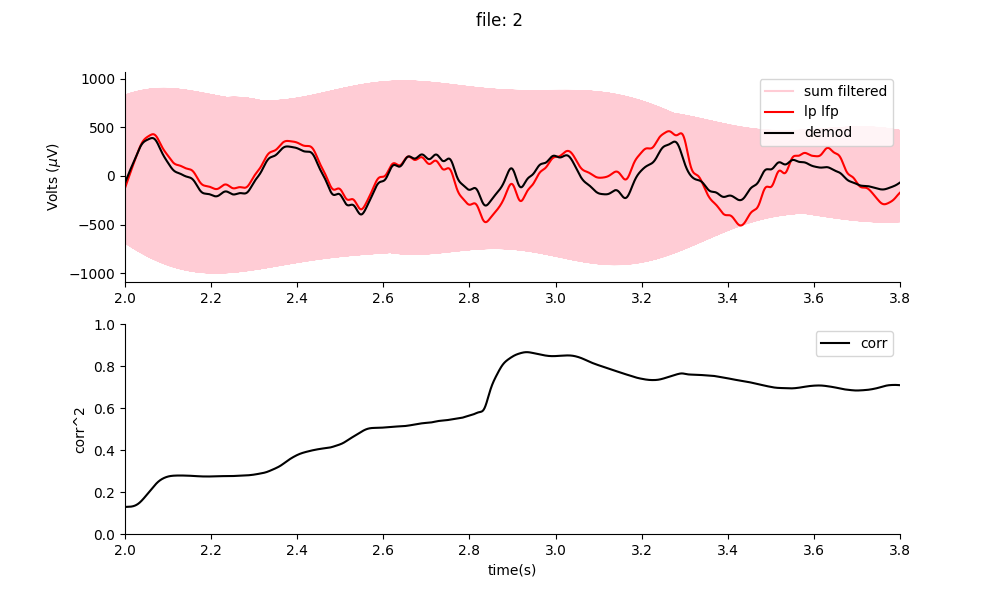 file: 2
Volts (μV)
1000
500
0
−500
−1000
sum filtered
lp lfp
demod
2.0 2.2 2.4 2.6 2.8 3.0 3.2 3.4 3.6 3.8
corr^2
1.0
0.8
0.6
0.4
0.2
0.0
corr
2.0 2.2 2.4 2.6 2.8 3.0 3.2 3.4 3.6 3.8
time(s)